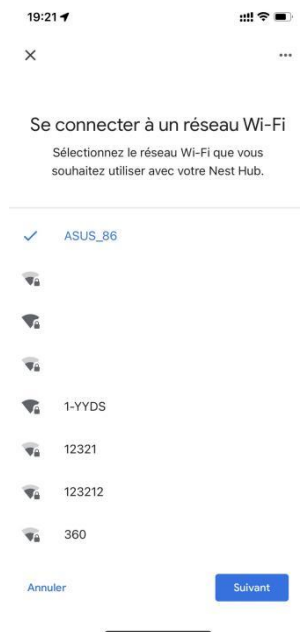 19:21
Se connecter à un réseau Wi-Fi
Sélectionnez le réseau Wi-Fi que vous
souhaitez utiliser avec votre Nest Hub.
ASUS_86
1-YYDS
12321
123212
360
Annuler
Suivant